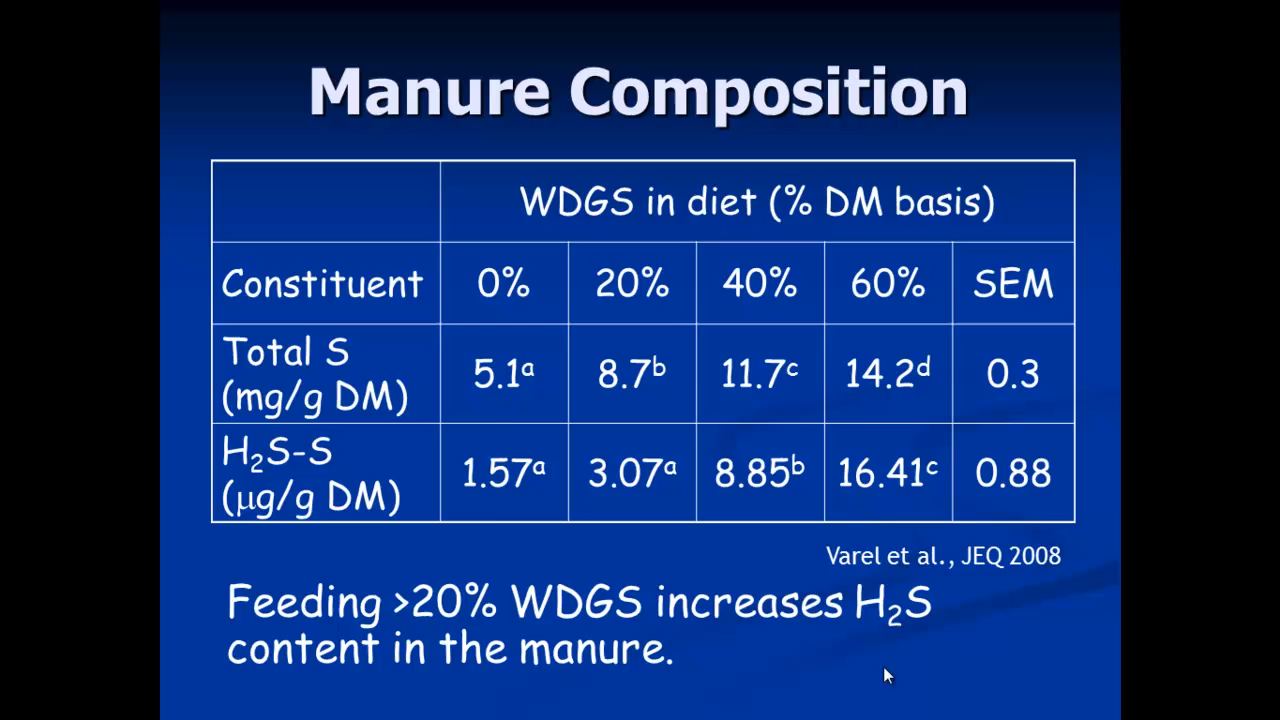 Manure Composition
WDGS in diet (% DM basis)
Constituent 0% 20% 40% 60% SEM
Total S
(mg/g DM) 5.1ᵃ 8.7ᵇ 11.7ᶜ 14.2ᵈ 0.3
H₂S-S
(μg/g DM) 1.57ᵃ 3.07ᵃ 8.85ᵇ 16.41ᶜ 0.88
Varel et al., JEQ 2008
Feeding >20% WDGS increases H₂S
content in the manure.